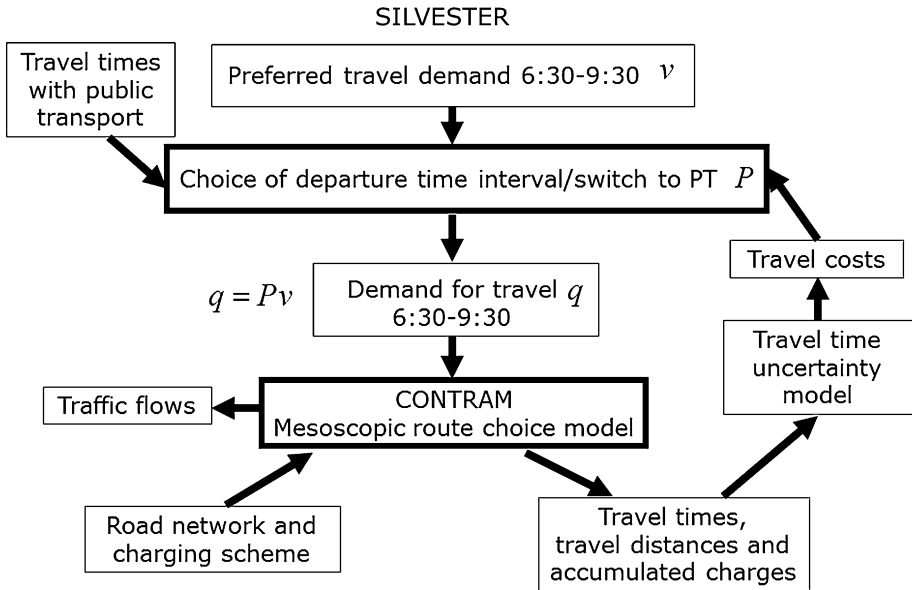 SILVESTER
Travel times
with public
transport
Preferred travel demand 6:30-9:30 v
Choice of departure time interval/switch to PT P
Travel costs
q = Pv
Demand for travel q
6:30-9:30
Travel time
uncertainty
model
Traffic flows
CONTRAM
Mesoscopic route choice model
Road network and
charging scheme
Travel times,
travel distances and
accumulated charges